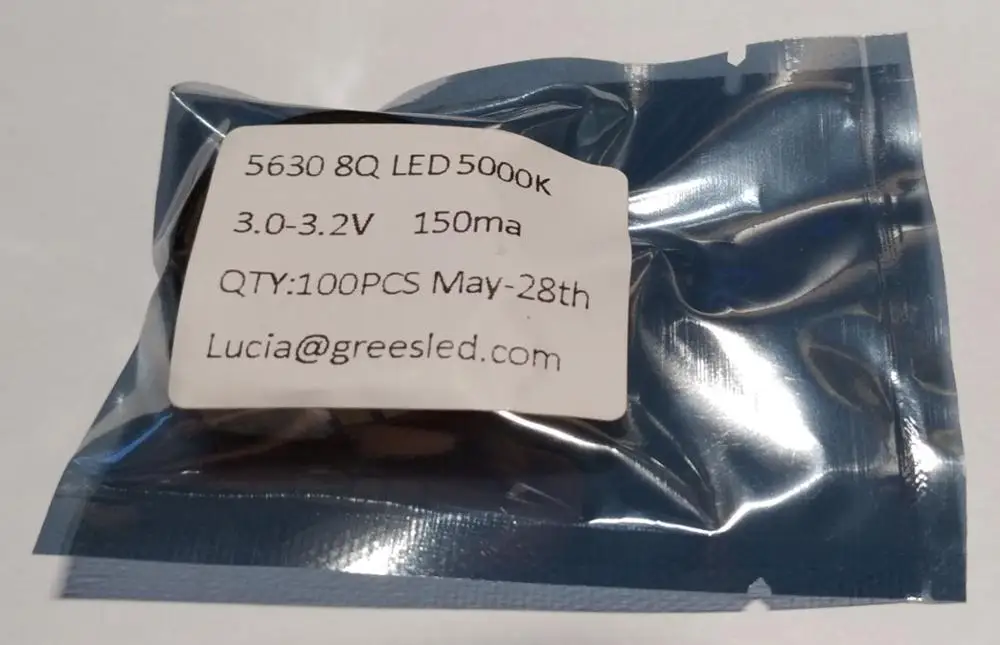 5630 8Q LED 5000K
3.0-3.2V 150ma
QTY:100PCS May-28th
Lucia@greesled.com